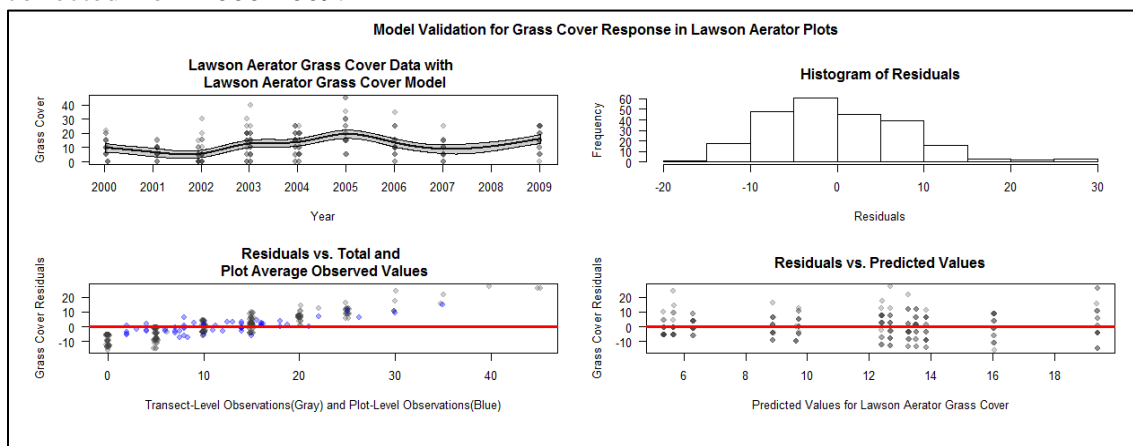 Model Validation for Grass Cover Response in Lawson Aerator Plots
Lawson Aerator Grass Cover Data with
Lawson Aerator Grass Cover Model
Grass Cover
40
30
20
10
0
2000 2001 2002 2003 2004 2005 2006 2007 2008 2009
Year
Histogram of Residuals
Frequency
60
50
40
30
20
10
0
-20 -10 0 10 20 30
Residuals
Residuals vs. Total and
Plot Average Observed Values
Grass Cover Residuals
20
10
0
-10
0 10 20 30 40
Transect-Level Observations(Gray) and Plot-Level Observations(Blue)
Residuals vs. Predicted Values
Grass Cover Residuals
20
10
0
-10
6 8 10 12 14 16 18
Predicted Values for Lawson Aerator Grass Cover